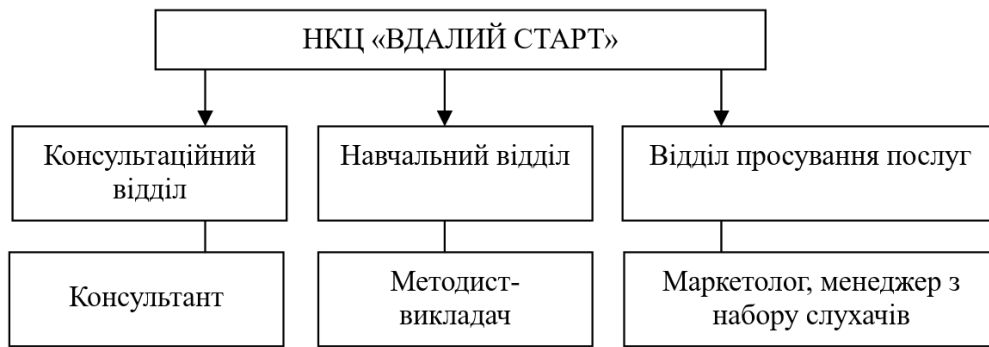 НКЦ «ВДАЛИЙ СТАРТ»
Консультаційний
відділ
Навчальний відділ
Відділ просування послуг
Консультант
Методист-
викладач
Маркетолог, менеджер з
набору слухачів